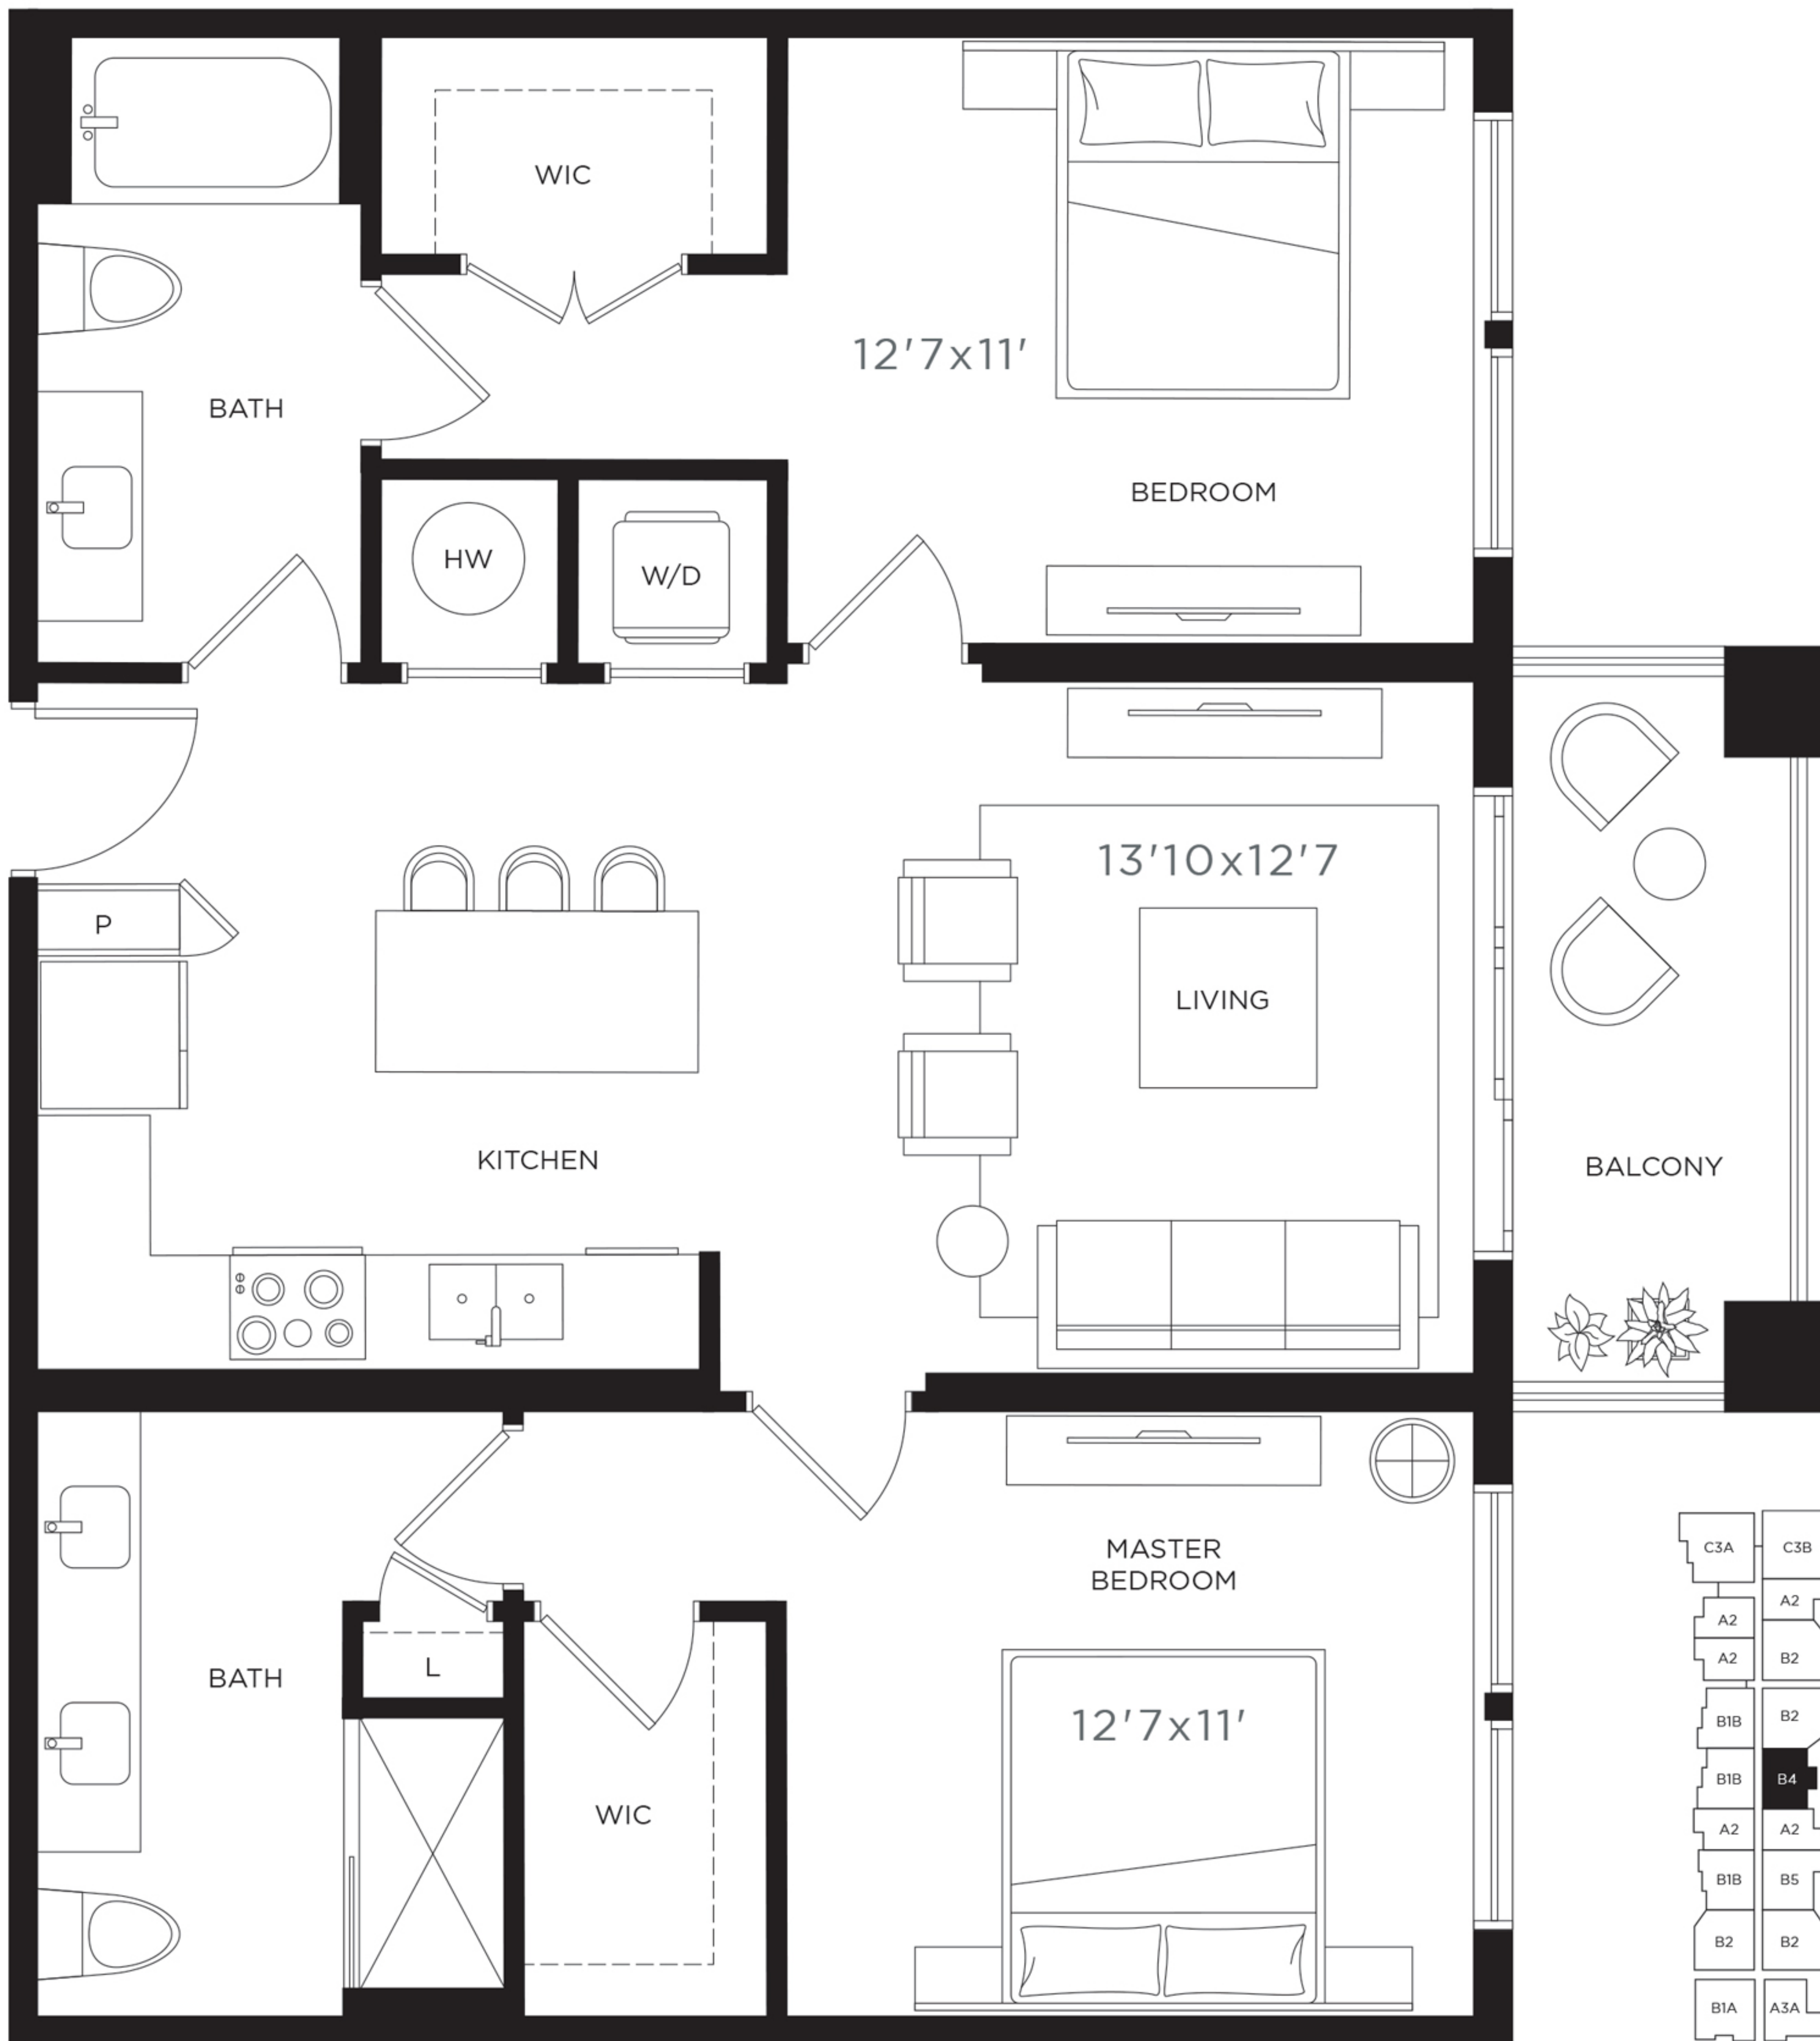 WIC
12'7x11'
BATH
BEDROOM
HW
W/D
13'10x12'7
P
LIVING
KITCHEN
BALCONY
MASTER
BEDROOM
BATH
L
12'7x11'
WIC
C3A
C3B
A2
A2
A2
B2
B1B
B2
B1B
B4
A2
A2
B1B
B5
B2
B2
B1A
A3A